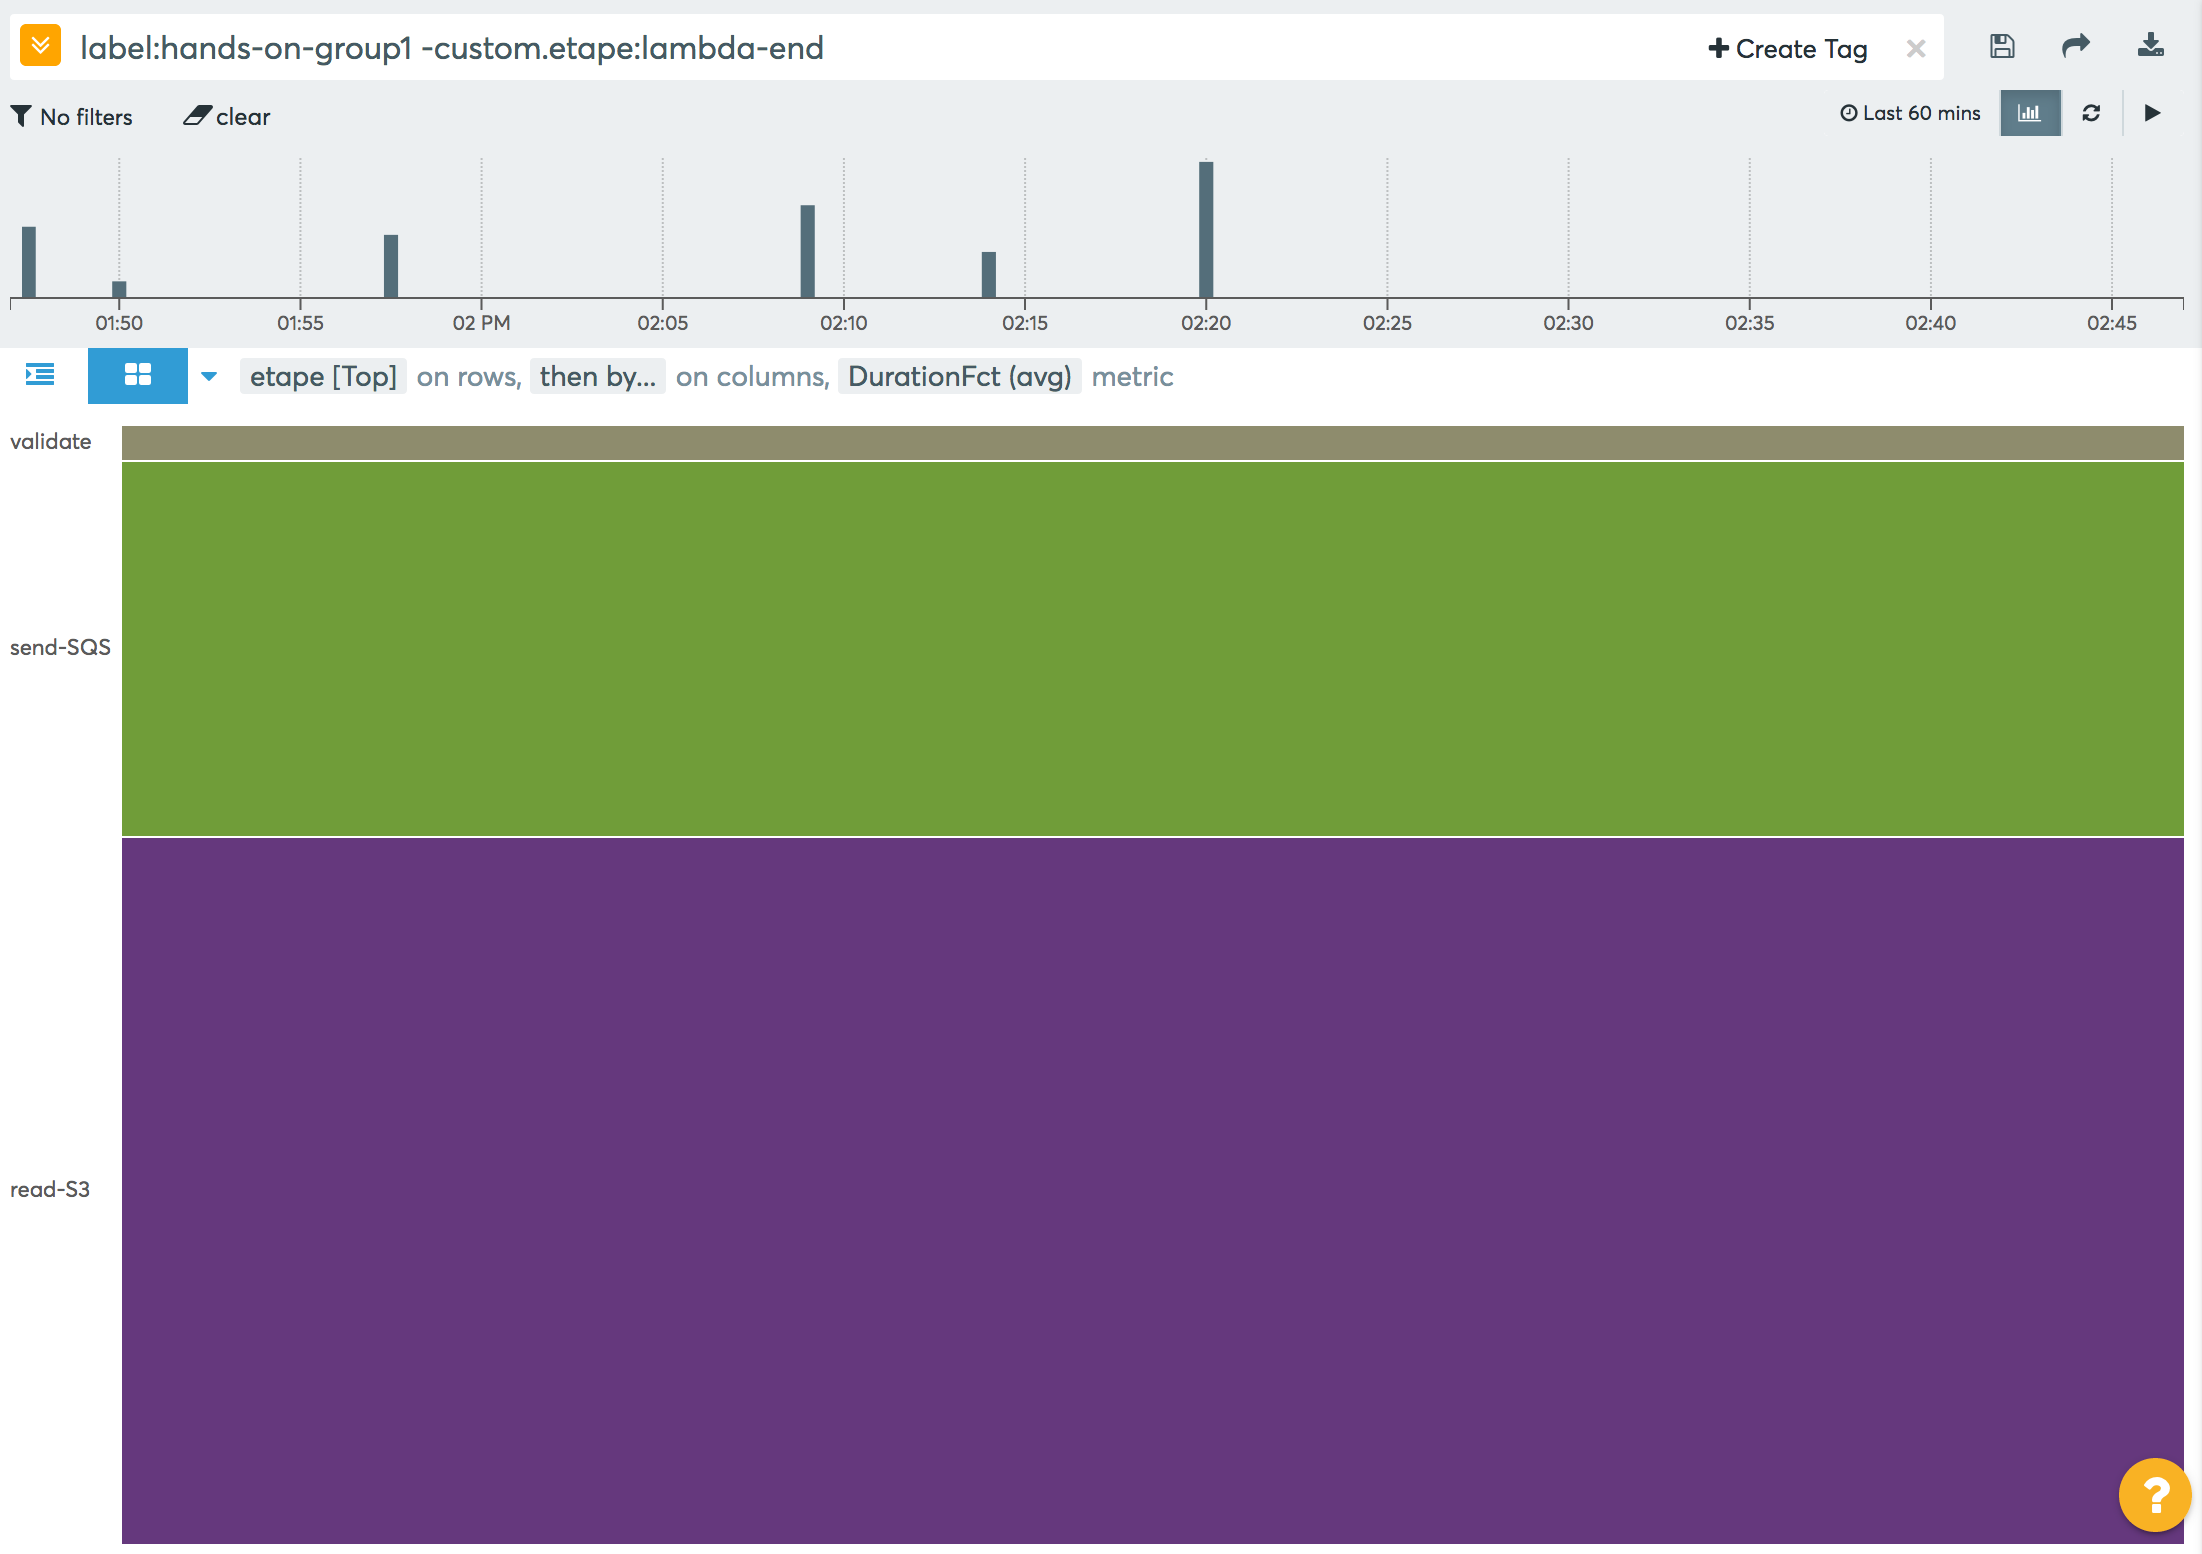 label:hands-on-group1 -custom.etape:lambda-end Create Tag
No filters clear Last 60 mins
01:50 01:55 02 PM 02:05 02:10 02:15 02:20 02:25 02:30 02:35 02:40 02:45
etape [Top] on rows, then by... on columns, DurationFct (avg) metric
validate
send-SQS
read-S3
?